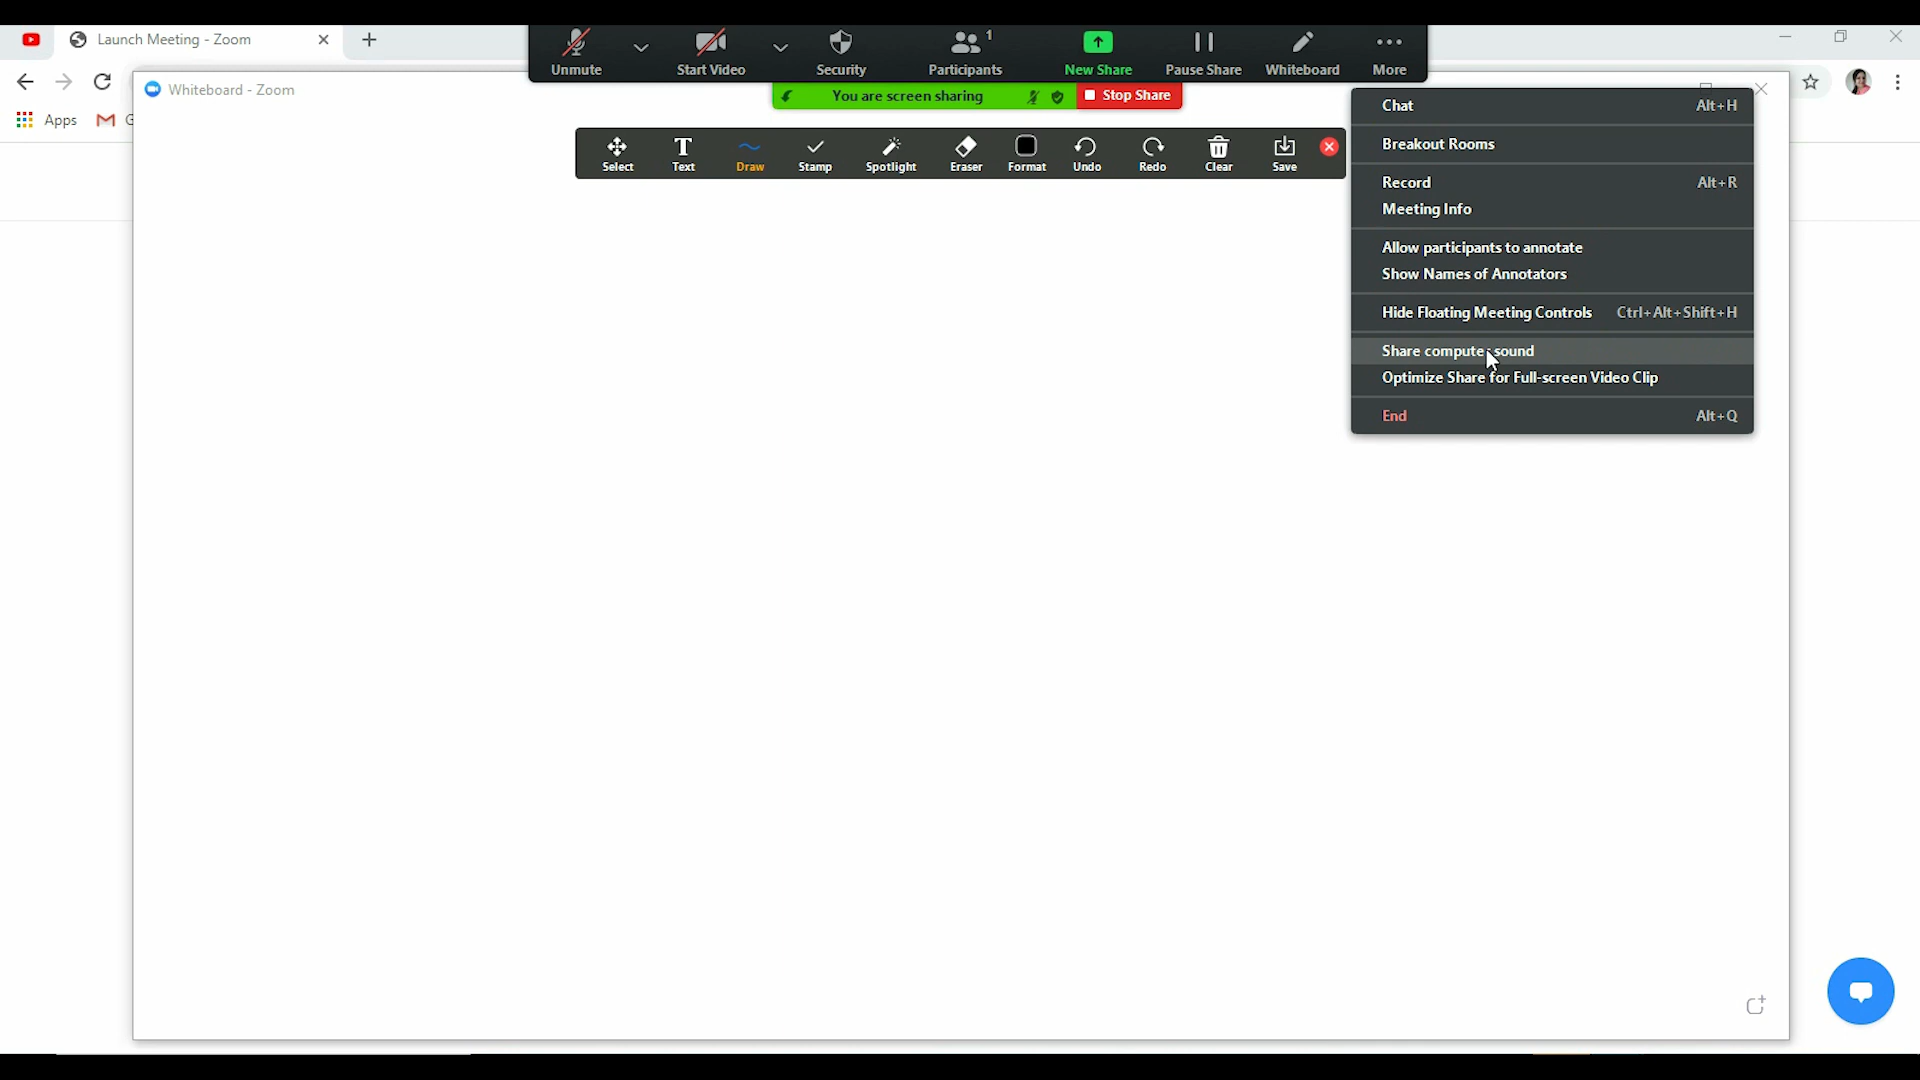 Launch Meeting - Zoom
Unmute
Start Video
Security
Participants
1
New Share
Pause Share
Whiteboard
More
Whiteboard - Zoom
You are screen sharing
Stop Share
Apps
Select
Text
Draw
Stamp
Spotlight
Eraser
Format
Undo
Redo
Clear
Save
Chat Alt+H
Breakout Rooms
Record Alt+R
Meeting Info
Allow participants to annotate
Show Names of Annotators
Hide Floating Meeting Controls Ctrl+Alt+Shift+H
Share computer sound
Optimize Share for Full-screen Video Clip
End Alt+Q